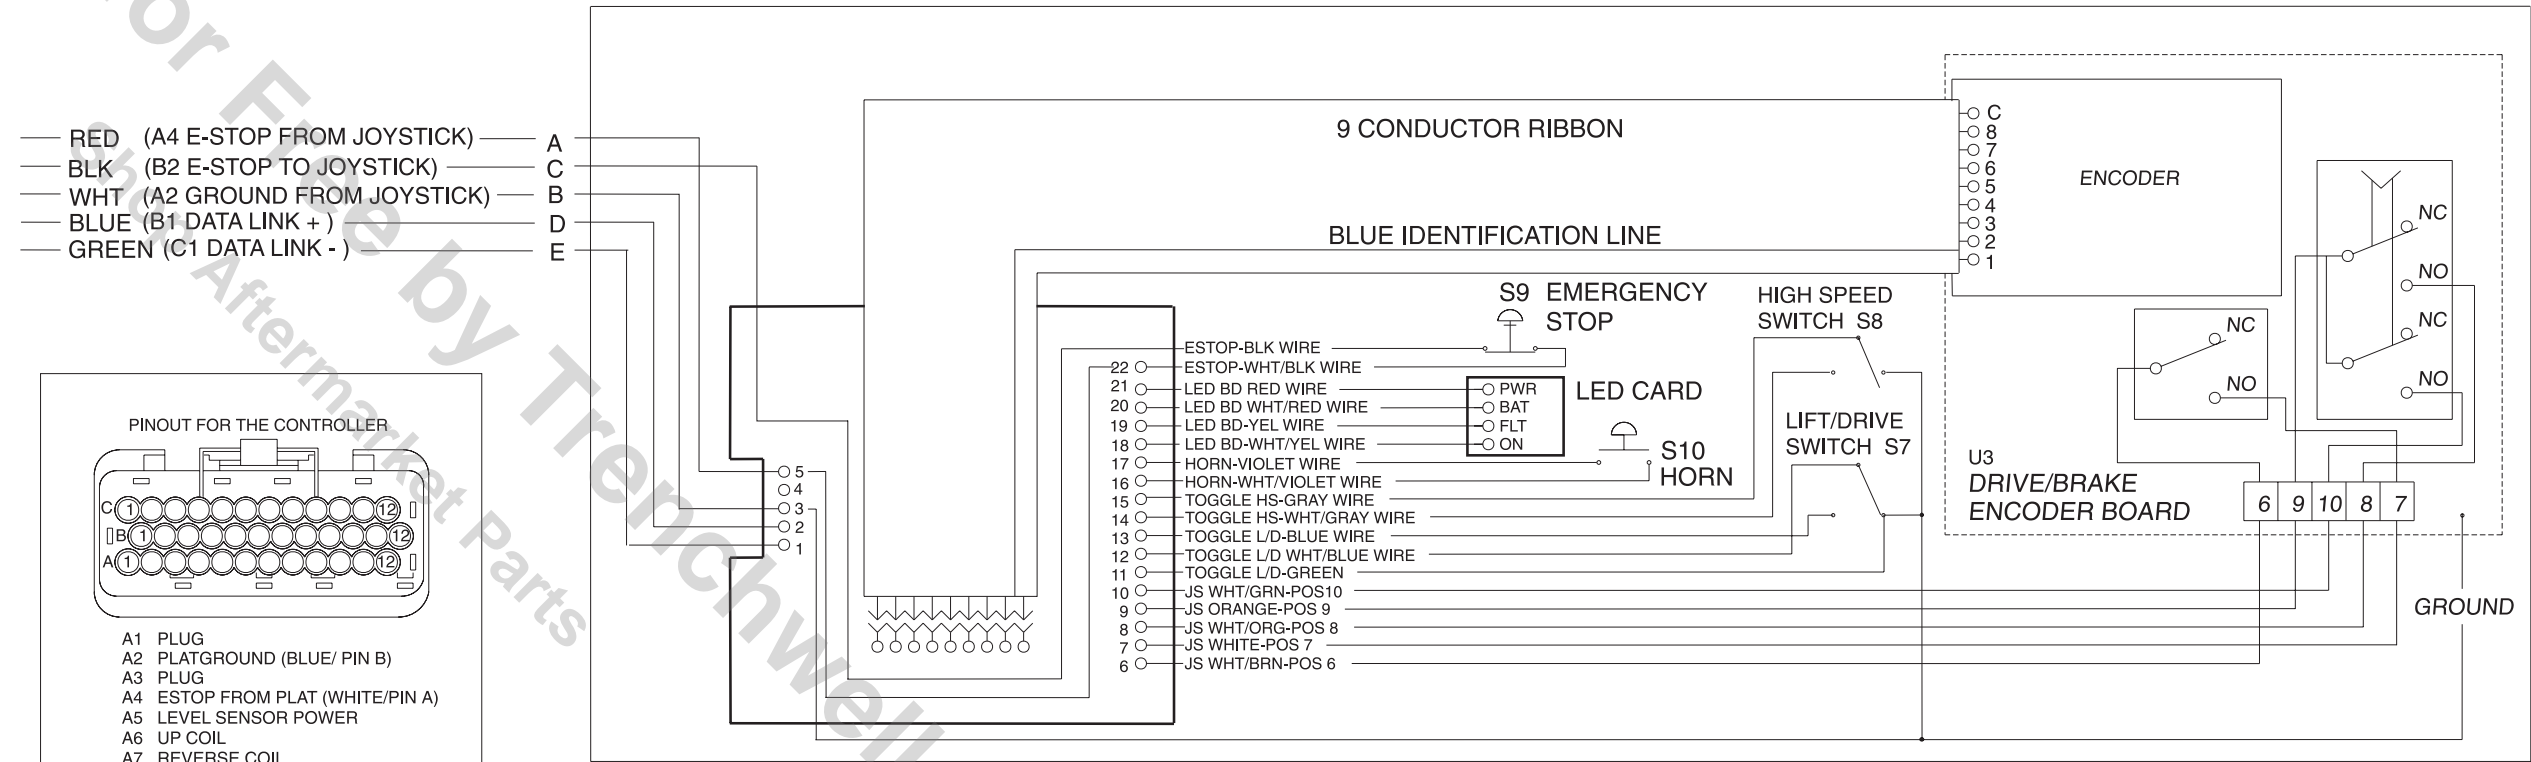 or Free by Trenchwell
Shop Aftermarket Parts
RED (A4 E-STOP FROM JOYSTICK) A
BLK (B2 E-STOP TO JOYSTICK) C
WHT (A2 GROUND FROM JOYSTICK) B
BLUE (B1 DATA LINK + ) D
GREEN (C1 DATA LINK - ) E
PINOUT FOR THE CONTROLLER
C 1 12
B 1 12
A 1 12
A1 PLUG
A2 PLATGROUND (BLUE/ PIN B)
A3 PLUG
A4 ESTOP FROM PLAT (WHITE/PIN A)
A5 LEVEL SENSOR POWER
A6 UP COIL
A7 REVERSE COIL
9 CONDUCTOR RIBBON
BLUE IDENTIFICATION LINE
5
4
3
2
1
22
21
20
19
18
17
16
15
14
13
12
11
10
9
8
7
6
ESTOP-BLK WIRE
ESTOP-WHT/BLK WIRE
LED BD RED WIRE
LED BD WHT/RED WIRE
LED BD-YEL WIRE
LED BD-WHT/YEL WIRE
HORN-VIOLET WIRE
HORN-WHT/VIOLET WIRE
TOGGLE HS-GRAY WIRE
TOGGLE HS-WHT/GRAY WIRE
TOGGLE L/D-BLUE WIRE
TOGGLE L/D WHT/BLUE WIRE
TOGGLE L/D-GREEN
JS WHT/GRN-POS10
JS ORANGE-POS 9
JS WHT/ORG-POS 8
JS WHITE-POS 7
JS WHT/BRN-POS 6
S9 EMERGENCY
STOP
PWR
BAT
FLT
ON
LED CARD
S10
HORN
HIGH SPEED
SWITCH S8
LIFT/DRIVE
SWITCH S7
C
8
7
6
5
4
3
2
1
ENCODER
NC
NO
NC
NO
NC
NO
U3
DRIVE/BRAKE
ENCODER BOARD
6 9 10 8 7
GROUND